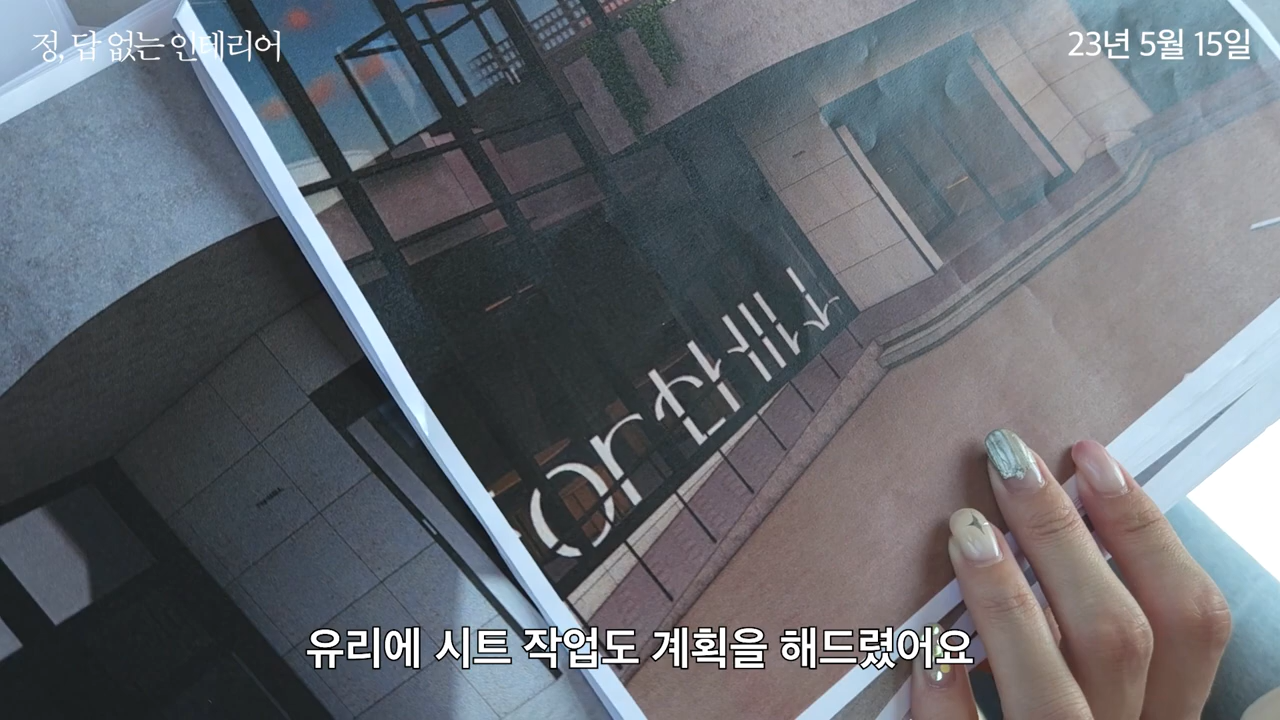 정, 답 없는 인테리어
23년 5월 15일
유리에 시트 작업도 계획을 해드렸어요